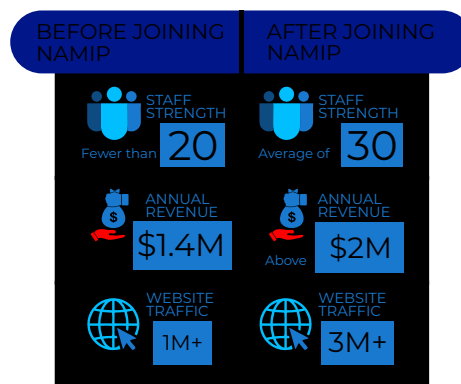 BEFORE JOINING
NAMIP
AFTER JOINING
NAMIP
STAFF
STRENGTH
Fewer than 20
STAFF
STRENGTH
Average of 30
ANNUAL
REVENUE
$
$1.4M
ANNUAL
REVENUE
$
Above $2M
WEBSITE
TRAFFIC
1M+
WEBSITE
TRAFFIC
3M+